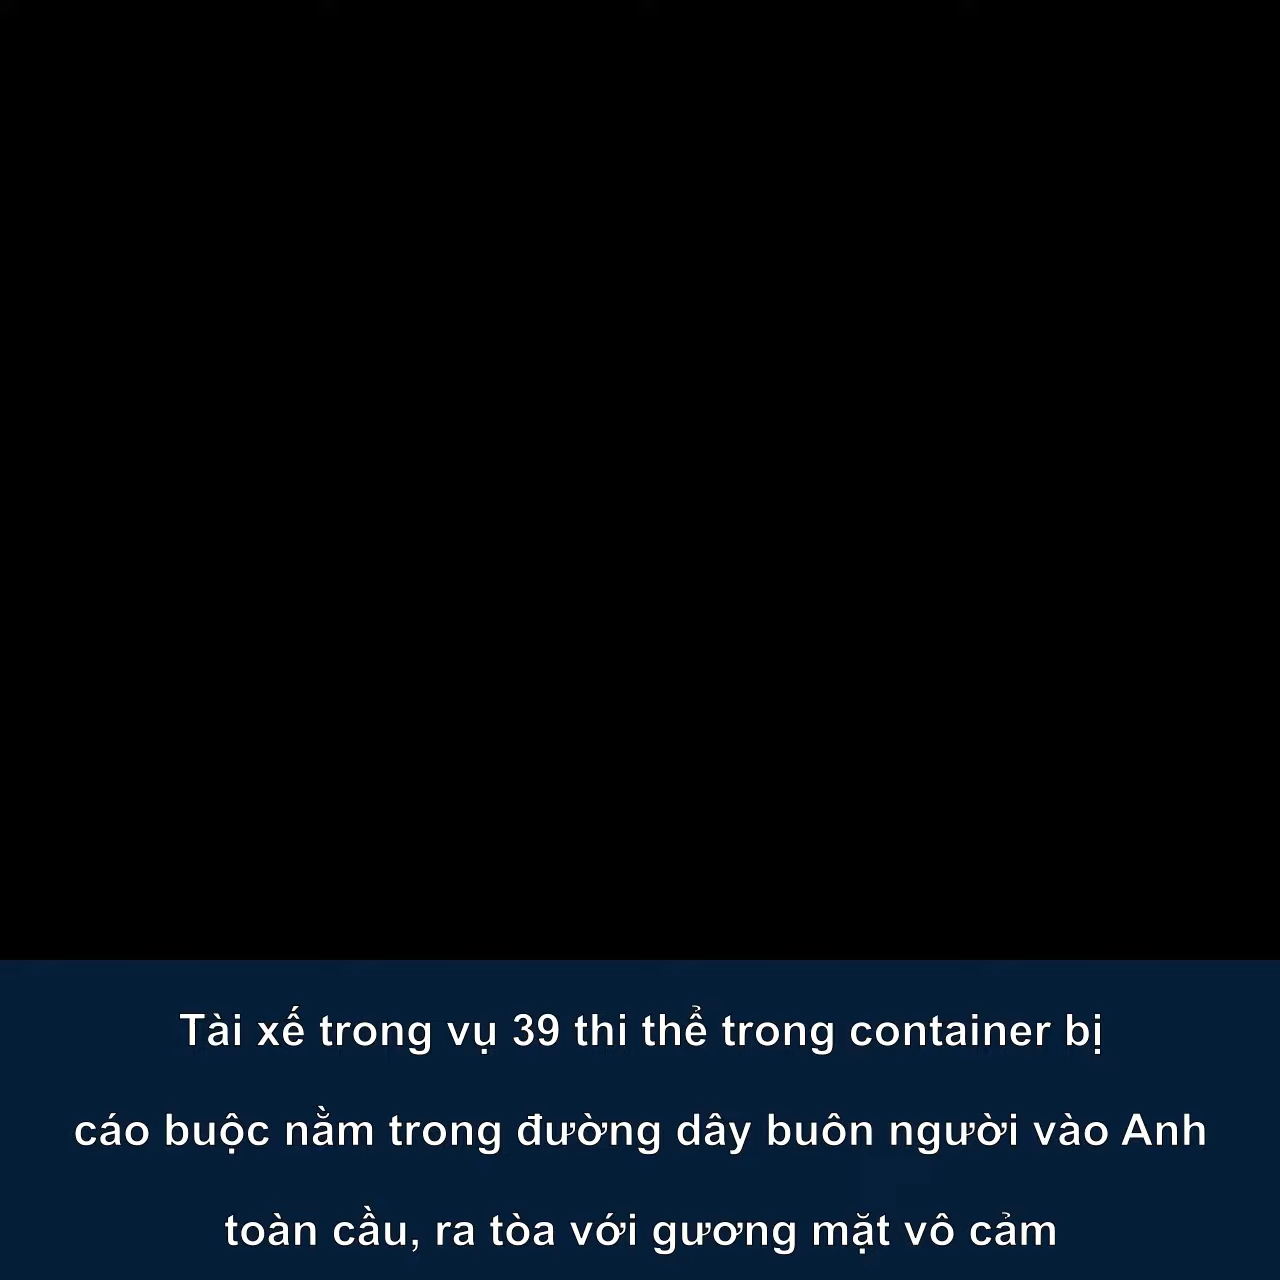 Tài xế trong vụ 39 thi thể trong container bị
cáo buộc nằm trong đường dây buôn người vào Anh
toàn cầu, ra tòa với gương mặt vô cảm